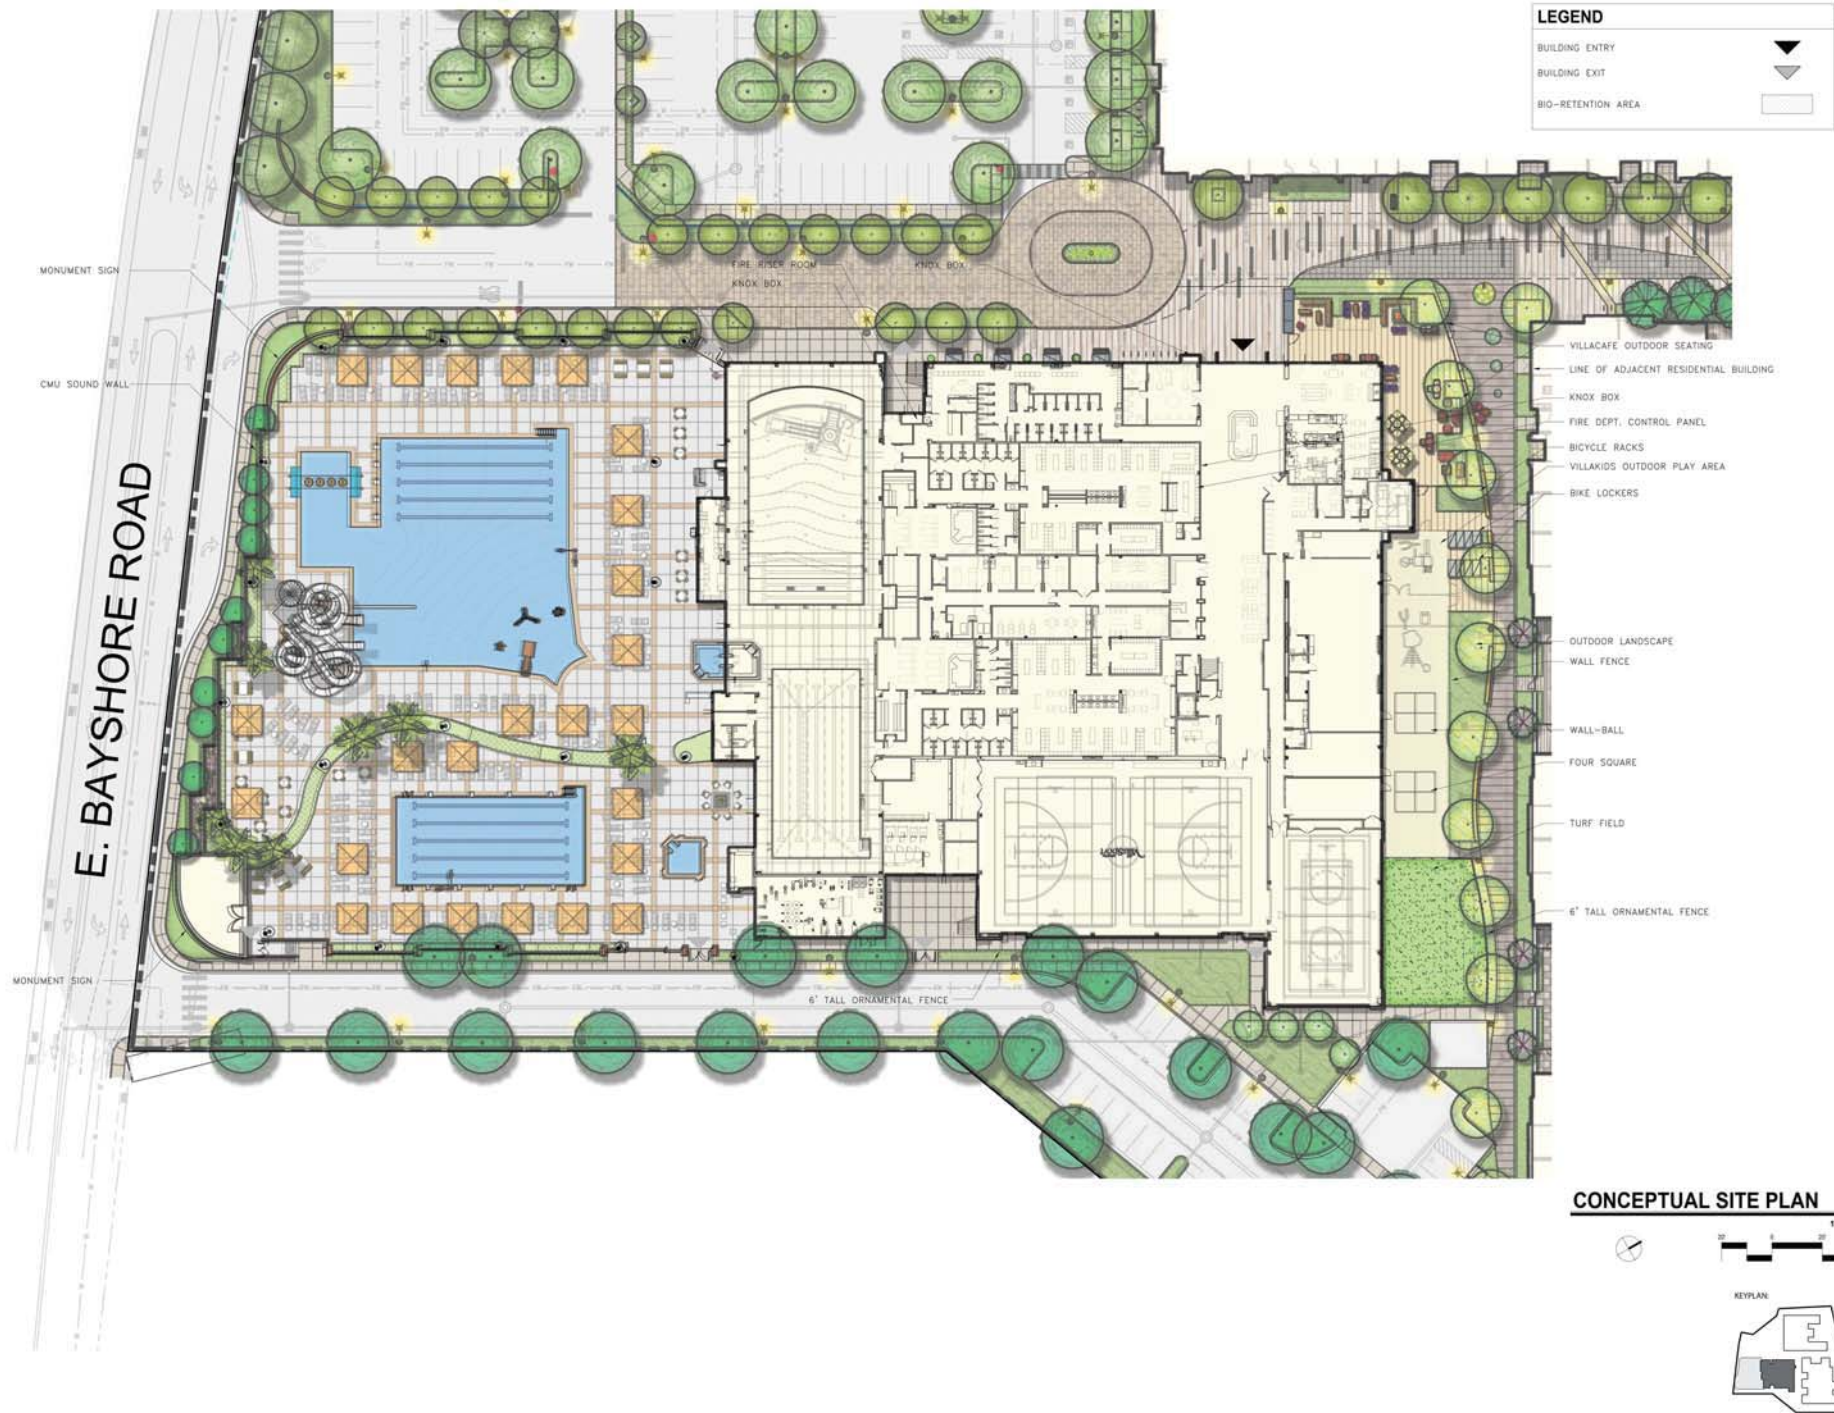 LEGEND
BUILDING ENTRY
BUILDING EXIT
BIO-RETENTION AREA
MONUMENT SIGN
FIRE RISER ROOM
KNOX BOX
KNOX BOX
CMU SOUND WALL
E. BAYSHORE ROAD
VILLACAFE OUTDOOR SEATING
LINE OF ADJACENT RESIDENTIAL BUILDING
KNOX BOX
FIRE DEPT. CONTROL PANEL
BICYCLE RACKS
VILLAKIDS OUTDOOR PLAY AREA
BIKE LOCKERS
OUTDOOR LANDSCAPE
WALL FENCE
WALL-BALL
FOUR SQUARE
TURF FIELD
6' TALL ORNAMENTAL FENCE
MONUMENT SIGN
6' TALL ORNAMENTAL FENCE
CONCEPTUAL SITE PLAN
KEYPLAN: